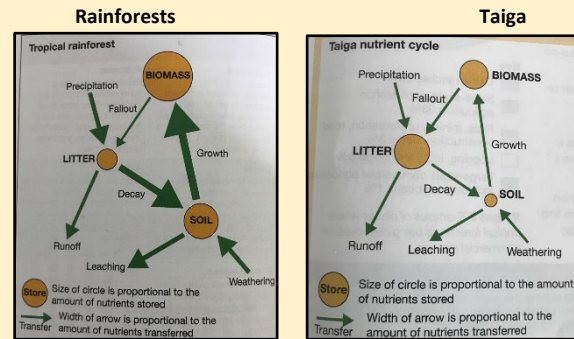 Rainforests
Tropical rainforest
BIOMASS
Precipitation
Fallout
LITTER
Growth
Decay
SOIL
Runoff
Leaching
Weathering
Store
Size of circle is proportional to the
amount of nutrients stored
Transfer
Width of arrow is proportional to the
amount of nutrients transferred
Taiga
Taiga nutrient cycle
Precipitation
BIOMASS
Fallout
LITTER
Growth
Decay
SOIL
Runoff
Leaching
Weathering
Store
Size of circle is proportional to the amount
of nutrients stored
Transfer
Width of arrow is proportional to the
amount of nutrients transferred